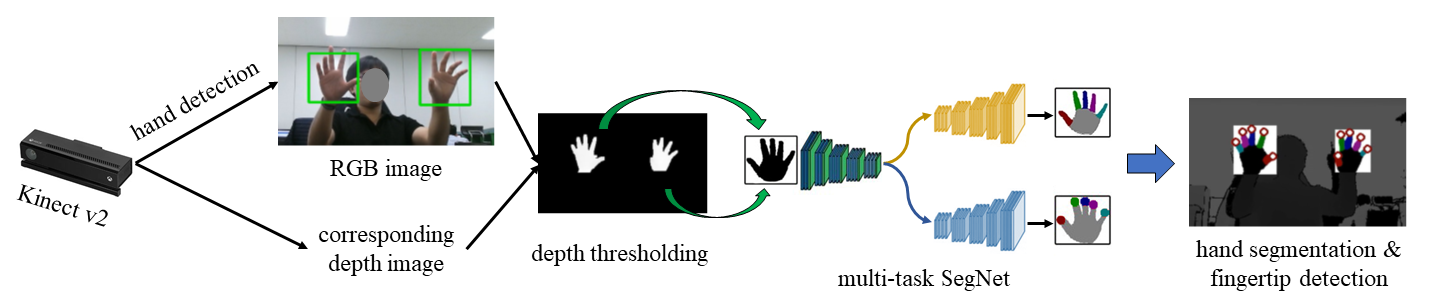 hand detection
Kinect v2
RGB image
corresponding
depth image
depth thresholding
multi-task SegNet
hand segmentation &
fingertip detection